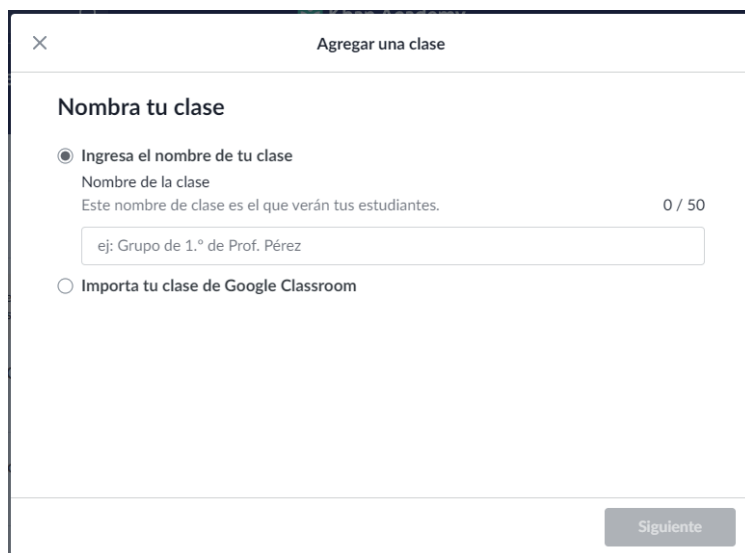 Agregar una clase
Nombra tu clase
Ingresa el nombre de tu clase
Nombre de la clase
Este nombre de clase es el que verán tus estudiantes. 0 / 50
ej: Grupo de 1.º de Prof. Pérez
Importa tu clase de Google Classroom
Siguiente